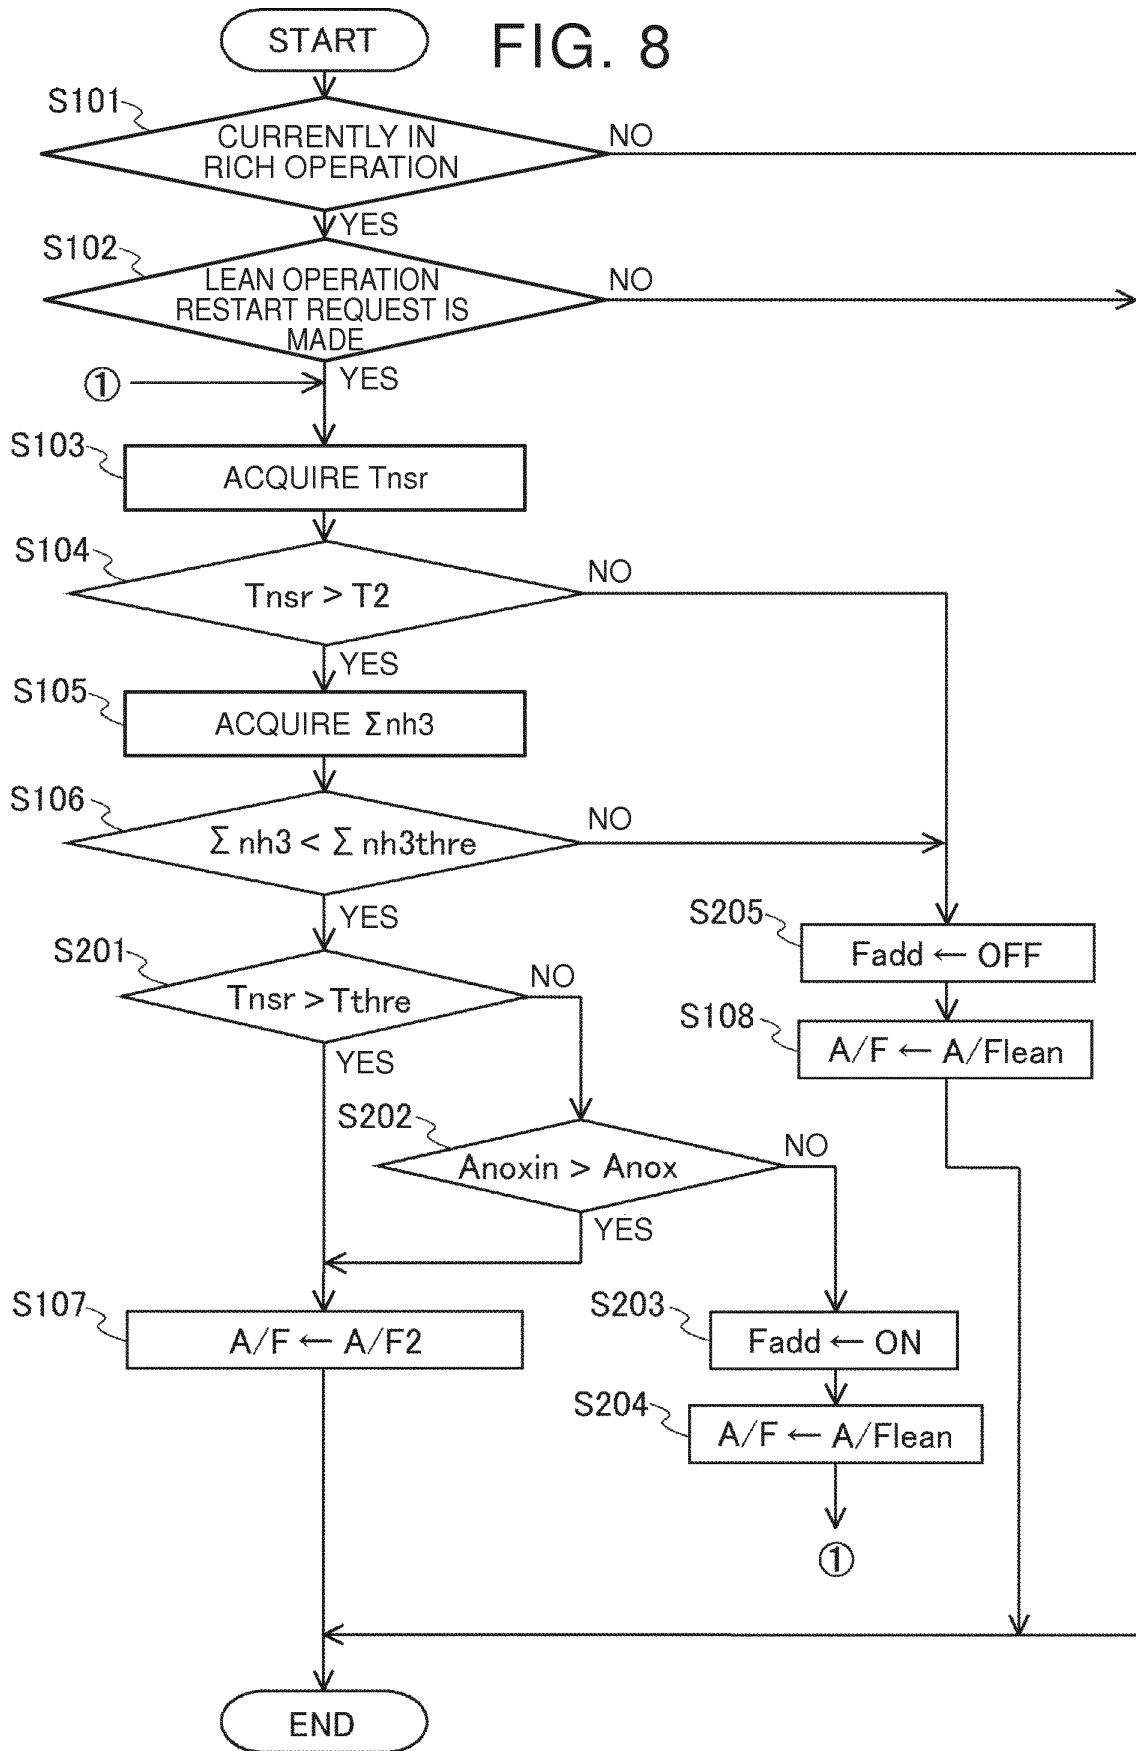 START
FIG. 8
S101
CURRENTLY IN
RICH OPERATION
NO
YES
S102
LEAN OPERATION
RESTART REQUEST IS
MADE
NO
YES
①
S103
ACQUIRE Tnsr
S104
Tnsr > T2
NO
YES
S105
ACQUIRE Σnh3
S106
Σnh3 < Σnh3thre
NO
YES
S201
Tnsr > Tthre
NO
YES
S205
Fadd ← OFF
S108
A/F ← A/Flean
S202
Anoxin > Anox
NO
YES
S107
A/F ← A/F2
S203
Fadd ← ON
S204
A/F ← A/Flean
①
END